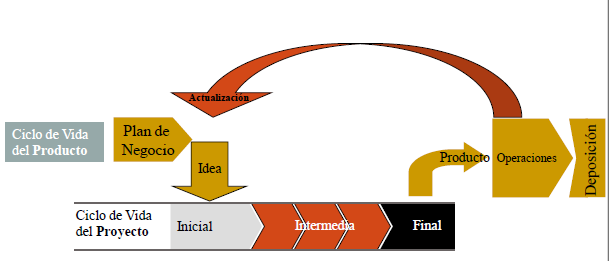 Actualización
Ciclo de Vida
del Producto
Plan de
Negocio
Idea
Producto
Operaciones
Deposición
Ciclo de Vida
del Proyecto
Inicial
Intermedia
Final